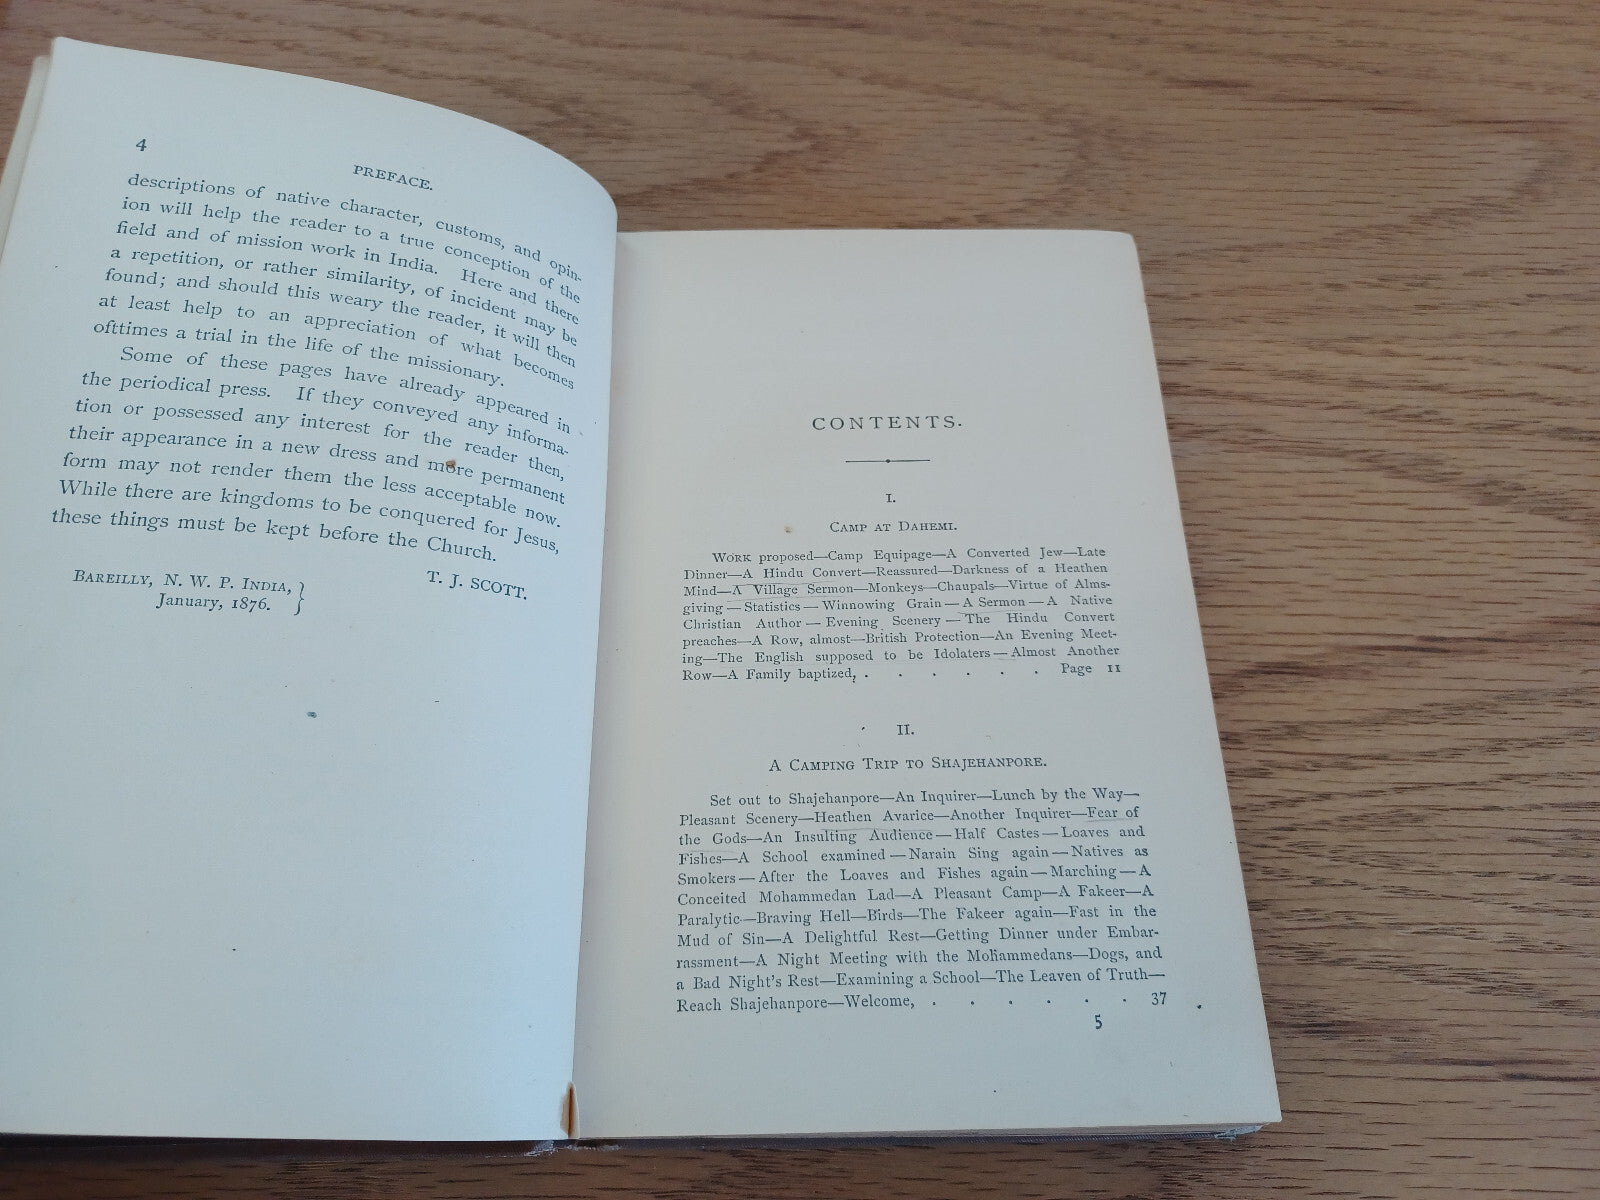 4
PREFACE.
descriptions of native character, customs, and opin-
ion will help the reader to a true conception of the
field and of mission work in India. Here and there
a repetition, or rather similarity, of incident may be
found; and should this weary the reader, it will then
at least help to an appreciation of what becomes
ofttimes a trial in the life of the missionary.
Some of these pages have already appeared in
the periodical press. If they conveyed any informa-
tion or possessed any interest for the reader then,
their appearance in a new dress and more permanent
form may not render them the less acceptable now.
While there are kingdoms to be conquered for Jesus,
these things must be kept before the Church.
T. J. SCOTT.
BAREILLY, N. W. P. INDIA,
January, 1876.
CONTENTS.
I.
CAMP AT DAHEMI.
WORK proposed—Camp Equipage—A Converted Jew—Late
Dinner—A Hindu Convert—Reassured—Darkness of a Heathen
Mind—A Village Sermon—Monkeys—Chaupals—Virtue of Alms-
giving—Statistics—Winnowing Grain—A Sermon—A Native
Christian Author—Evening Scenery—The Hindu Convert
preaches—A Row, almost—British Protection—An Evening Meet-
ing—The English supposed to be Idolaters—Almost Another
Row—A Family baptized, . . . . . . Page 11
II.
A CAMPING TRIP TO SHAJEHANPORE.
Set out to Shajehanpore—An Inquirer—Lunch by the Way—
Pleasant Scenery—Heathen Avarice—Another Inquirer—Fear of
the Gods—An Insulting Audience—Half Castes—Loaves and
Fishes—A School examined—Narain Sing again—Natives as
Smokers—After the Loaves and Fishes again—Marching—A
Conceited Mohammedan Lad—A Pleasant Camp—A Fakeer—A
Paralytic—Braving Hell—Birds—The Fakeer again—Fast in the
Mud of Sin—A Delightful Rest—Getting Dinner under Embar-
rassment—A Night Meeting with the Mohammedans—Dogs, and
a Bad Night's Rest—Examining a School—The Leaven of Truth—
Reach Shajehanpore—Welcome, . . . . . . 37
5